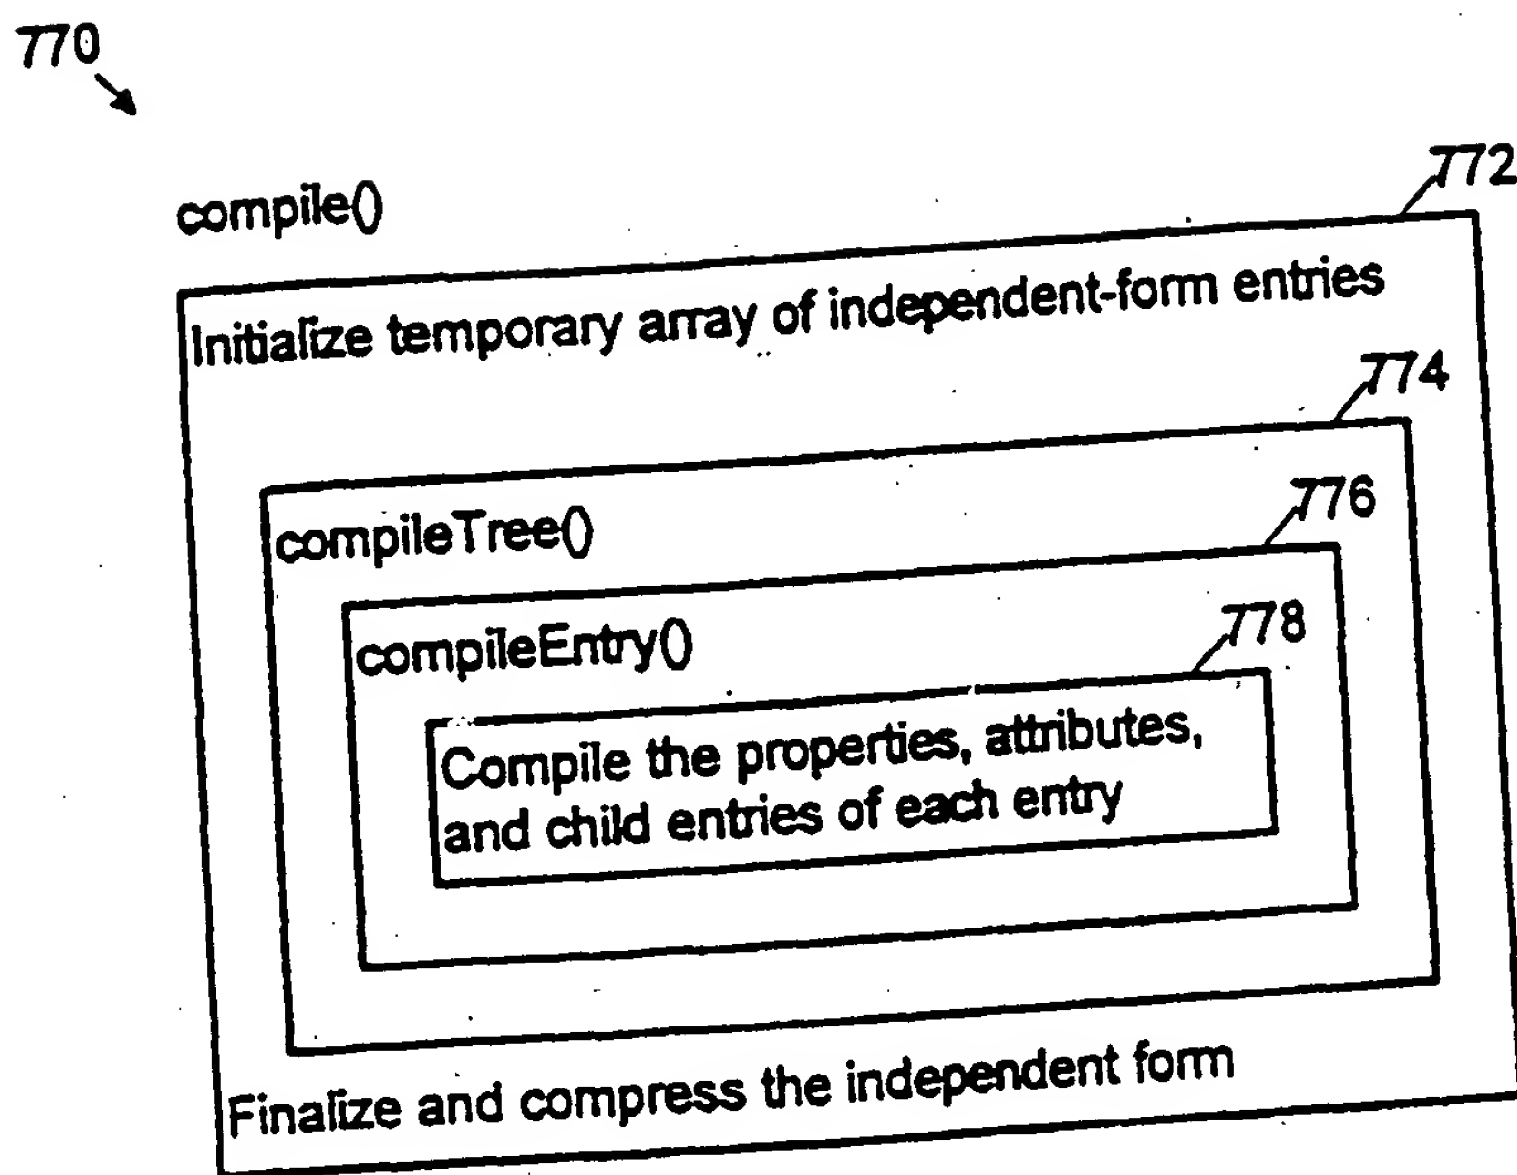 770
compile()
772
Initialize temporary array of independent-form entries
774
compileTree()
776
compileEntry()
778
Compile the properties, attributes,
and child entries of each entry
Finalize and compress the independent form